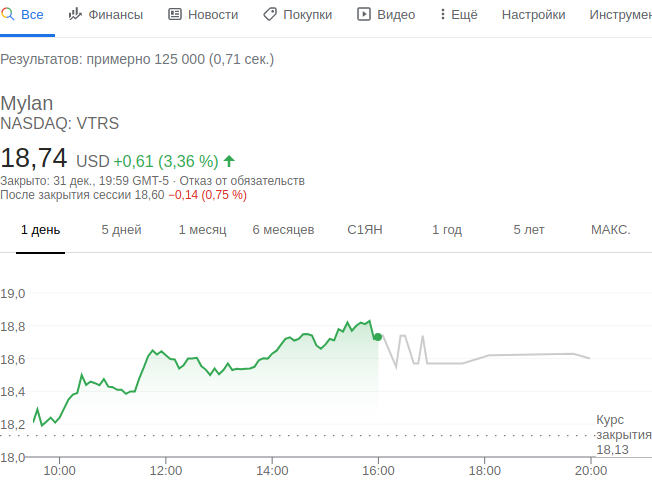 Все Финансы Новости Покупки Видео Ещё Настройки Инструмен
Результатов: примерно 125 000 (0,71 сек.)
Mylan
NASDAQ: VTRS
18,74 USD +0,61 (3,36 %)
Закрыто: 31 дек., 19:59 GMT-5 · Отказ от обязательств
После закрытия сессии 18,60 −0,14 (0,75 %)
1 день 5 дней 1 месяц 6 месяцев С1ЯН 1 год 5 лет МАКС.
19,0
18,8
18,6
18,4
18,2
Курс
закрытия
18,13
18,0
10:00 12:00 14:00 16:00 18:00 20:00